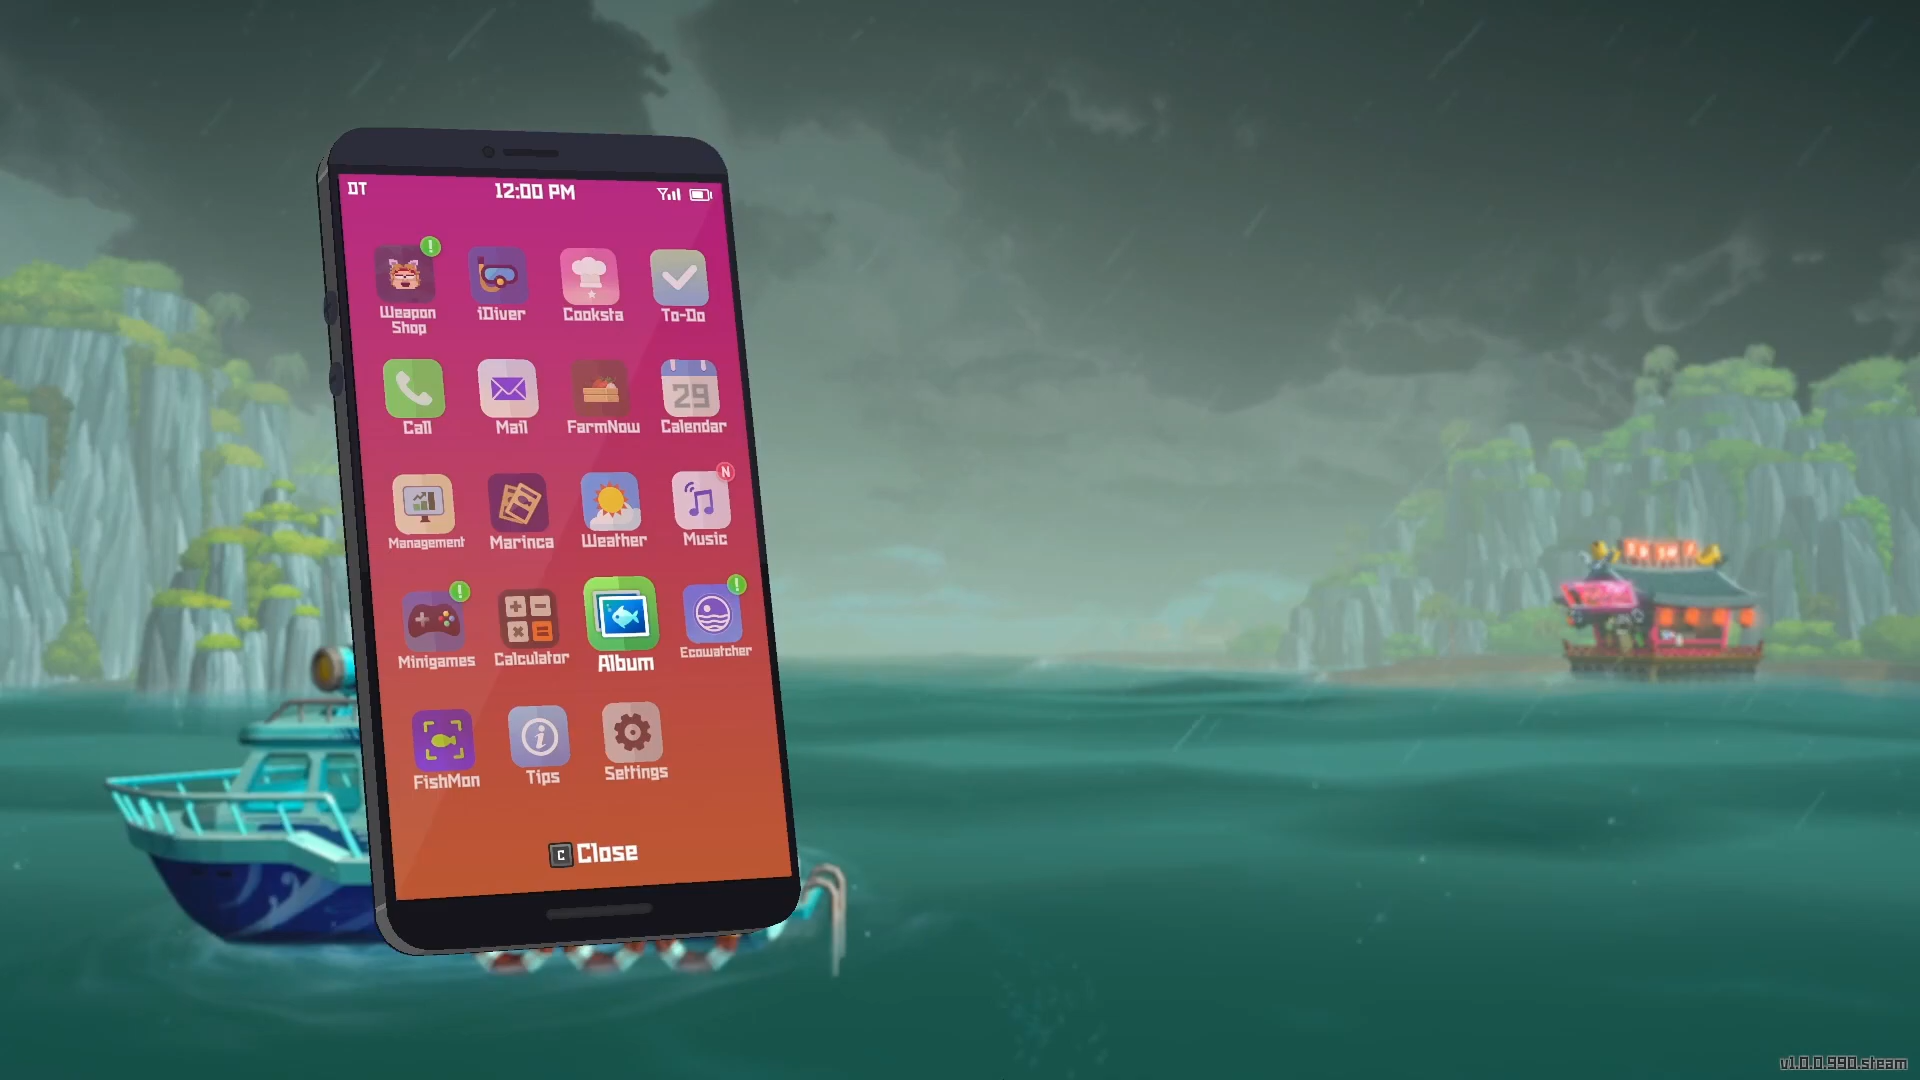 DT
12:00 PM
Weapon
Shop
iDiver
Cooksta
To-Do
Call
Mail
FarmNow
29
Calendar
Management
Marinca
Weather
N
Music
Minigames
Calculator
Album
Ecowatcher
FishMon
Tips
Settings
C Close
v1.0.0.990.steam